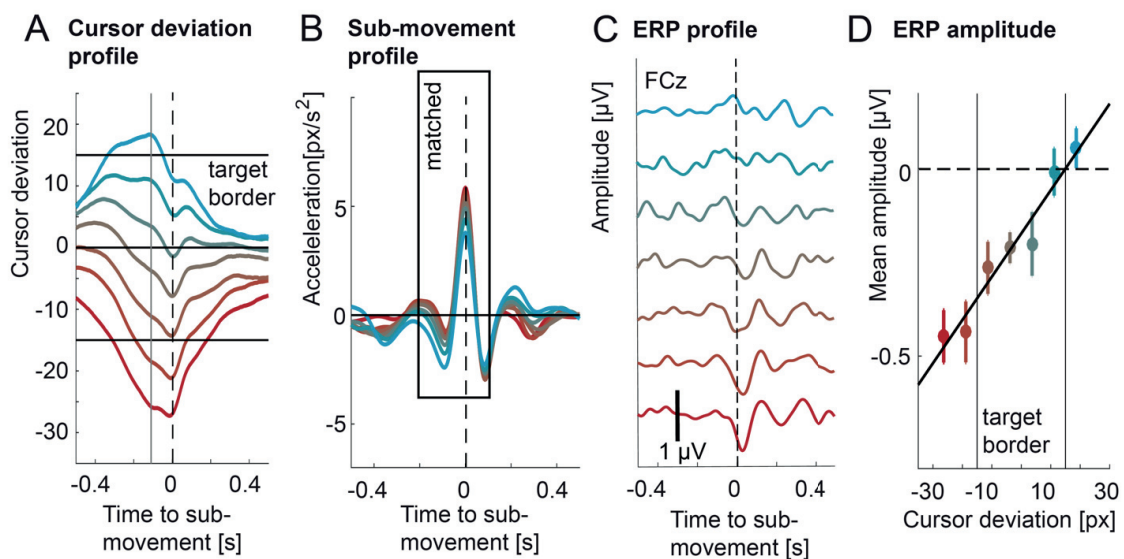 A Cursor deviation
profile
Cursor deviation
20
10
0
-10
-20
-30
target
border
-0.4 0 0.4
Time to sub-
movement [s]
B Sub-movement
profile
Acceleration[px/s²]
5
0
-5
matched
-0.4 0 0.4
Time to sub-
movement [s]
C ERP profile
Amplitude [µV]
FCz
1 µV
-0.4 0 0.4
Time to sub-
movement [s]
D ERP amplitude
Mean amplitude [µV]
0
-0.5
target
border
-30 -10 10 30
Cursor deviation [px]